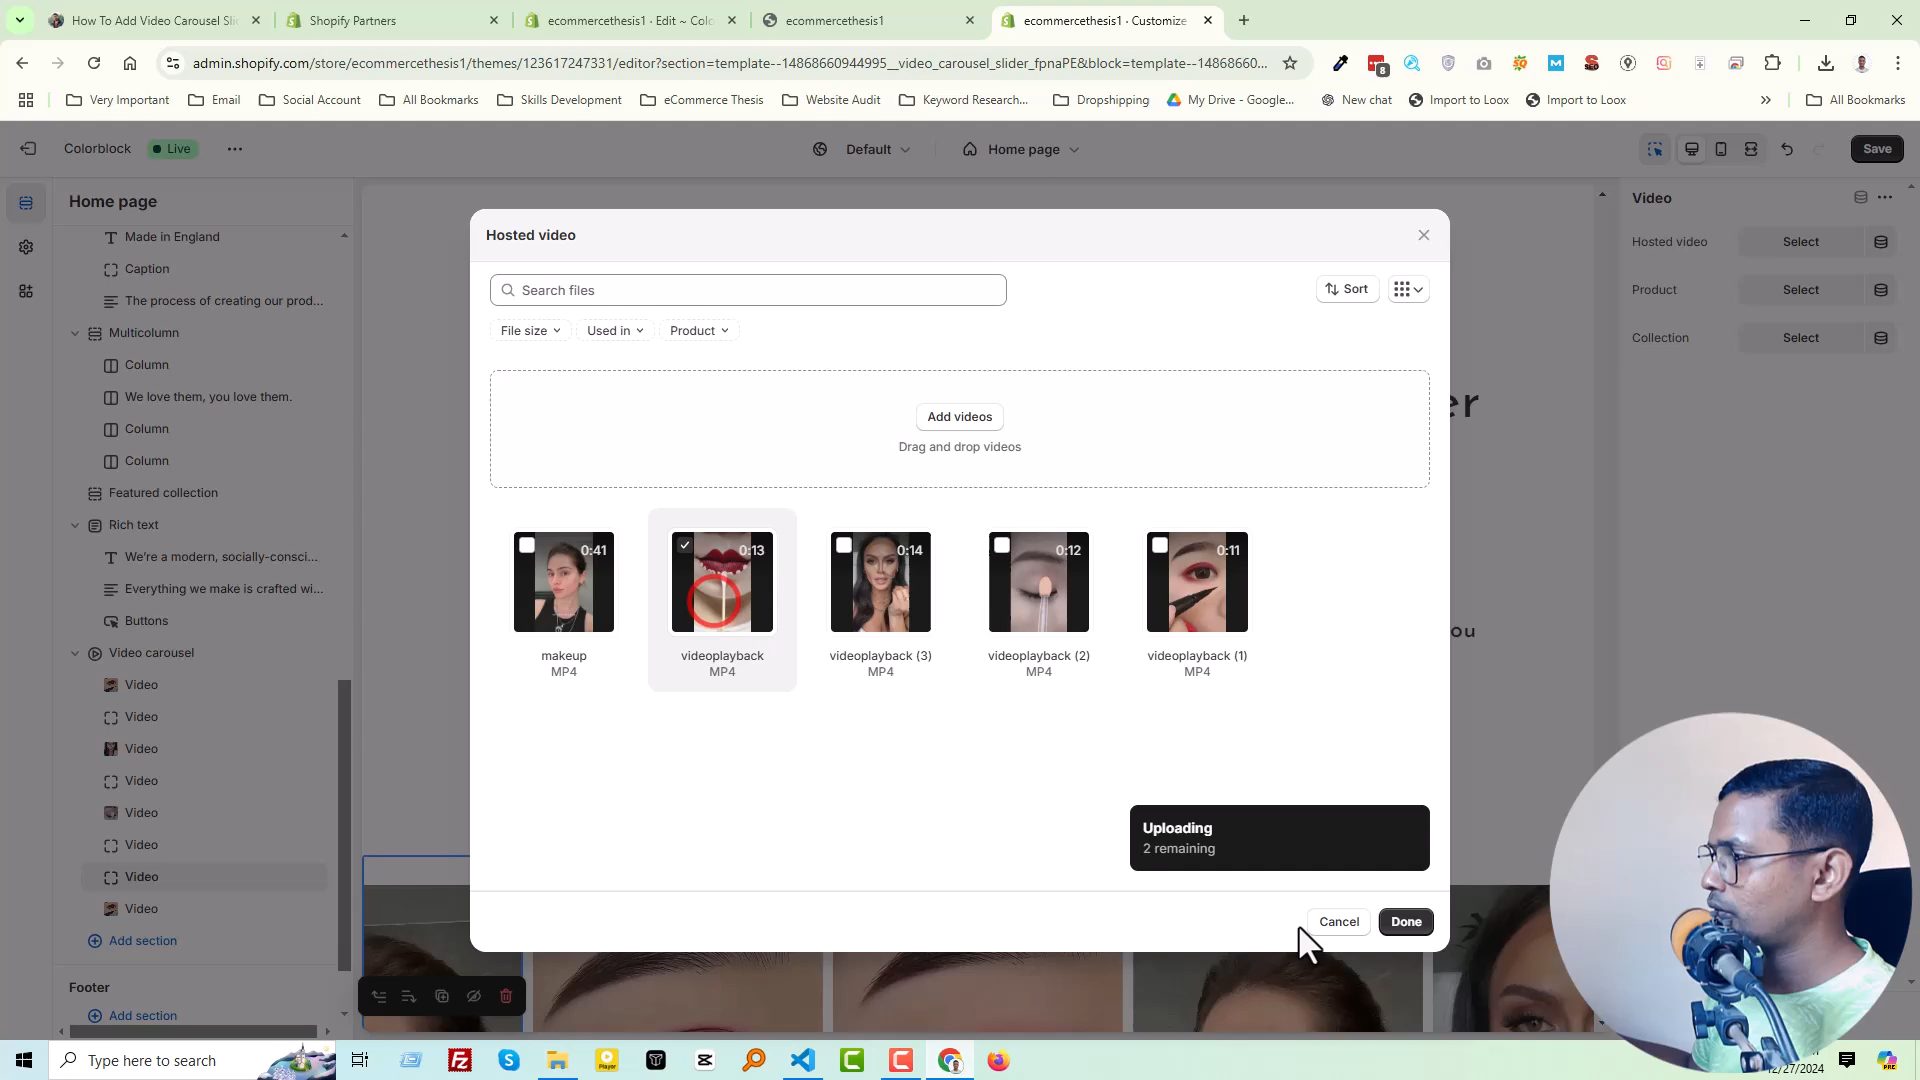 How To Add Video Carousel Sli
Shopify Partners
ecommercethesis1 · Edit ~ Colo
ecommercethesis1
ecommercethesis1 · Customize
admin.shopify.com/store/ecommercethesis1/themes/123617247331/editor?section=template--14868660944995__video_carousel_slider_fpnaPE&block=template--14868660...
8
Very Important
Email
Social Account
All Bookmarks
Skills Development
eCommerce Thesis
Website Audit
Keyword Research...
Dropshipping
My Drive - Google...
New chat
Import to Loox
Import to Loox
»
All Bookmarks
Colorblock
Live
Default
Home page
Save
Home page
Made in England
Caption
The process of creating our prod...
Multicolumn
Column
We love them, you love them.
Column
Column
Featured collection
Rich text
We're a modern, socially-consci...
Everything we make is crafted wi...
Buttons
Video carousel
Video
Video
Video
Video
Video
Video
Video
Video
Add section
Footer
Add section
Hosted video
Search files
Sort
File size
Used in
Product
Add videos
Drag and drop videos
0:41
0:13
0:14
0:12
0:11
makeup
MP4
videoplayback
MP4
videoplayback (3)
MP4
videoplayback (2)
MP4
videoplayback (1)
MP4
Uploading
2 remaining
Cancel
Done
er
ou
Video
Hosted video
Select
Product
Select
Collection
Select
Type here to search
12/27/2024